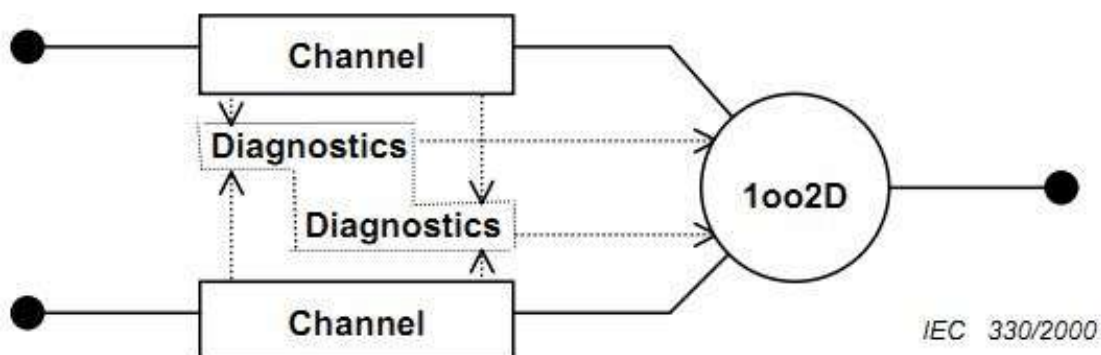 Channel
Diagnostics
1oo2D
Diagnostics
Channel
IEC 330/2000